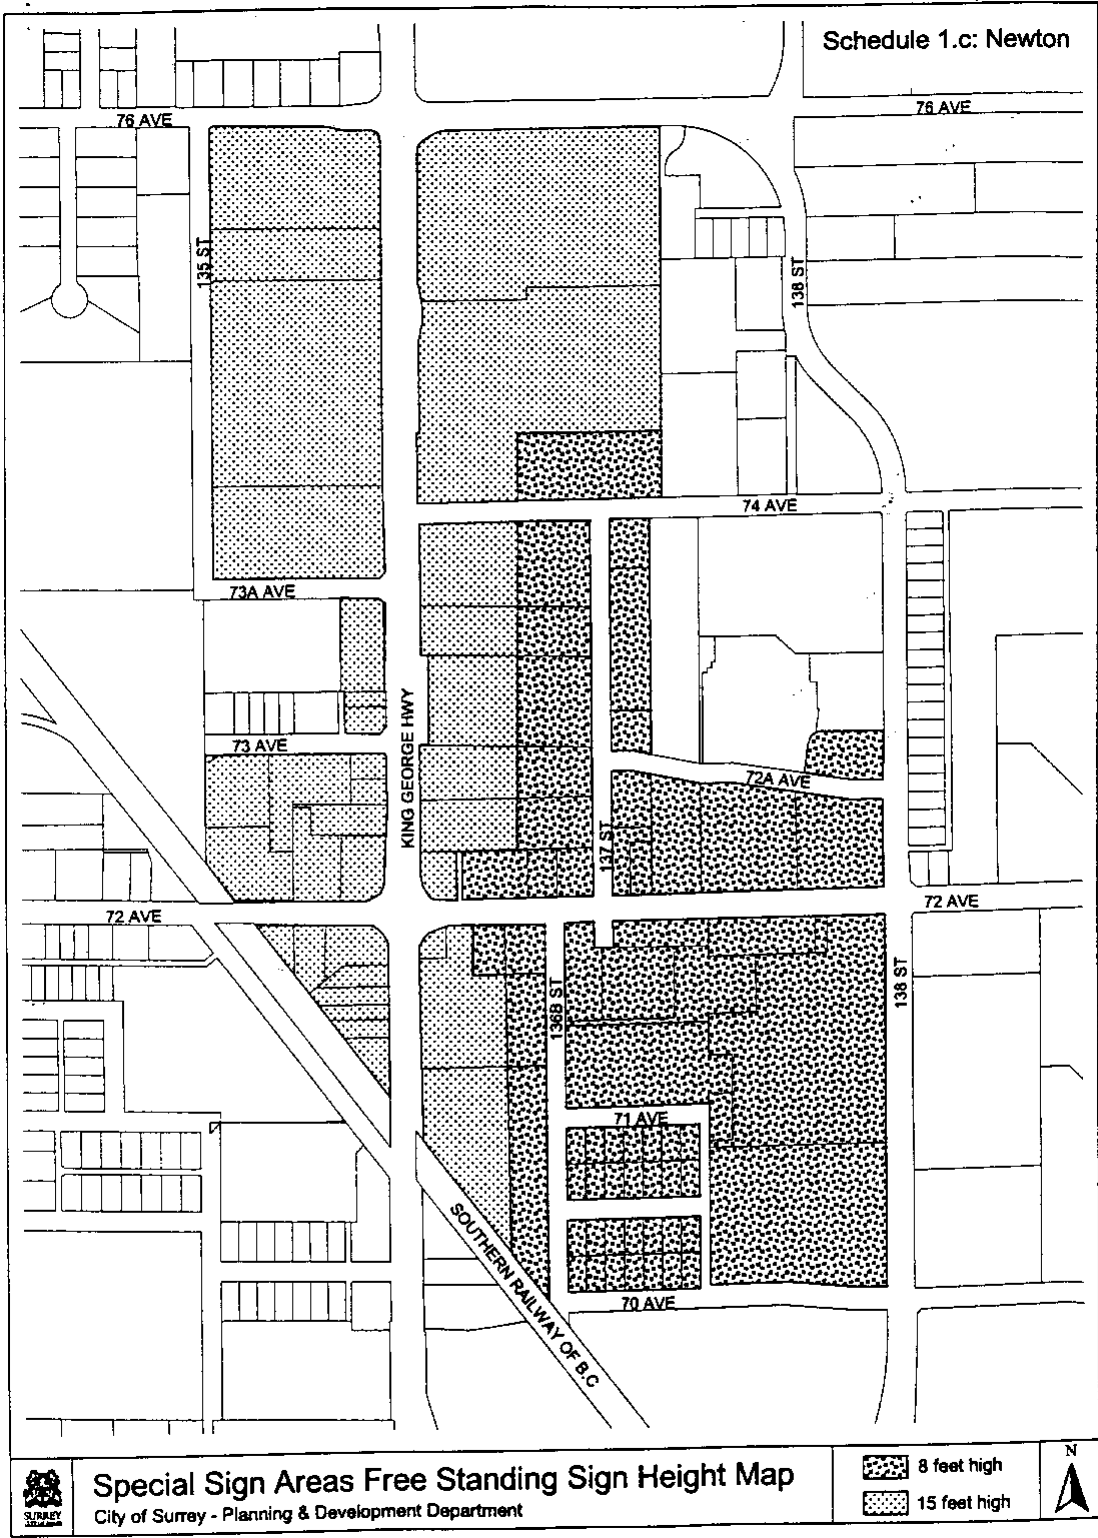 Schedule 1.c: Newton
76 AVE
76 AVE
135 ST
138 ST
74 AVE
73A AVE
KING GEORGE HWY
73 AVE
72A AVE
137 ST
72 AVE
72 AVE
136B ST
138 ST
71 AVE
SOUTHERN RAILWAY OF B.C
70 AVE
Special Sign Areas Free Standing Sign Height Map
City of Surrey - Planning & Development Department
8 feet high
15 feet high
N
SURREY